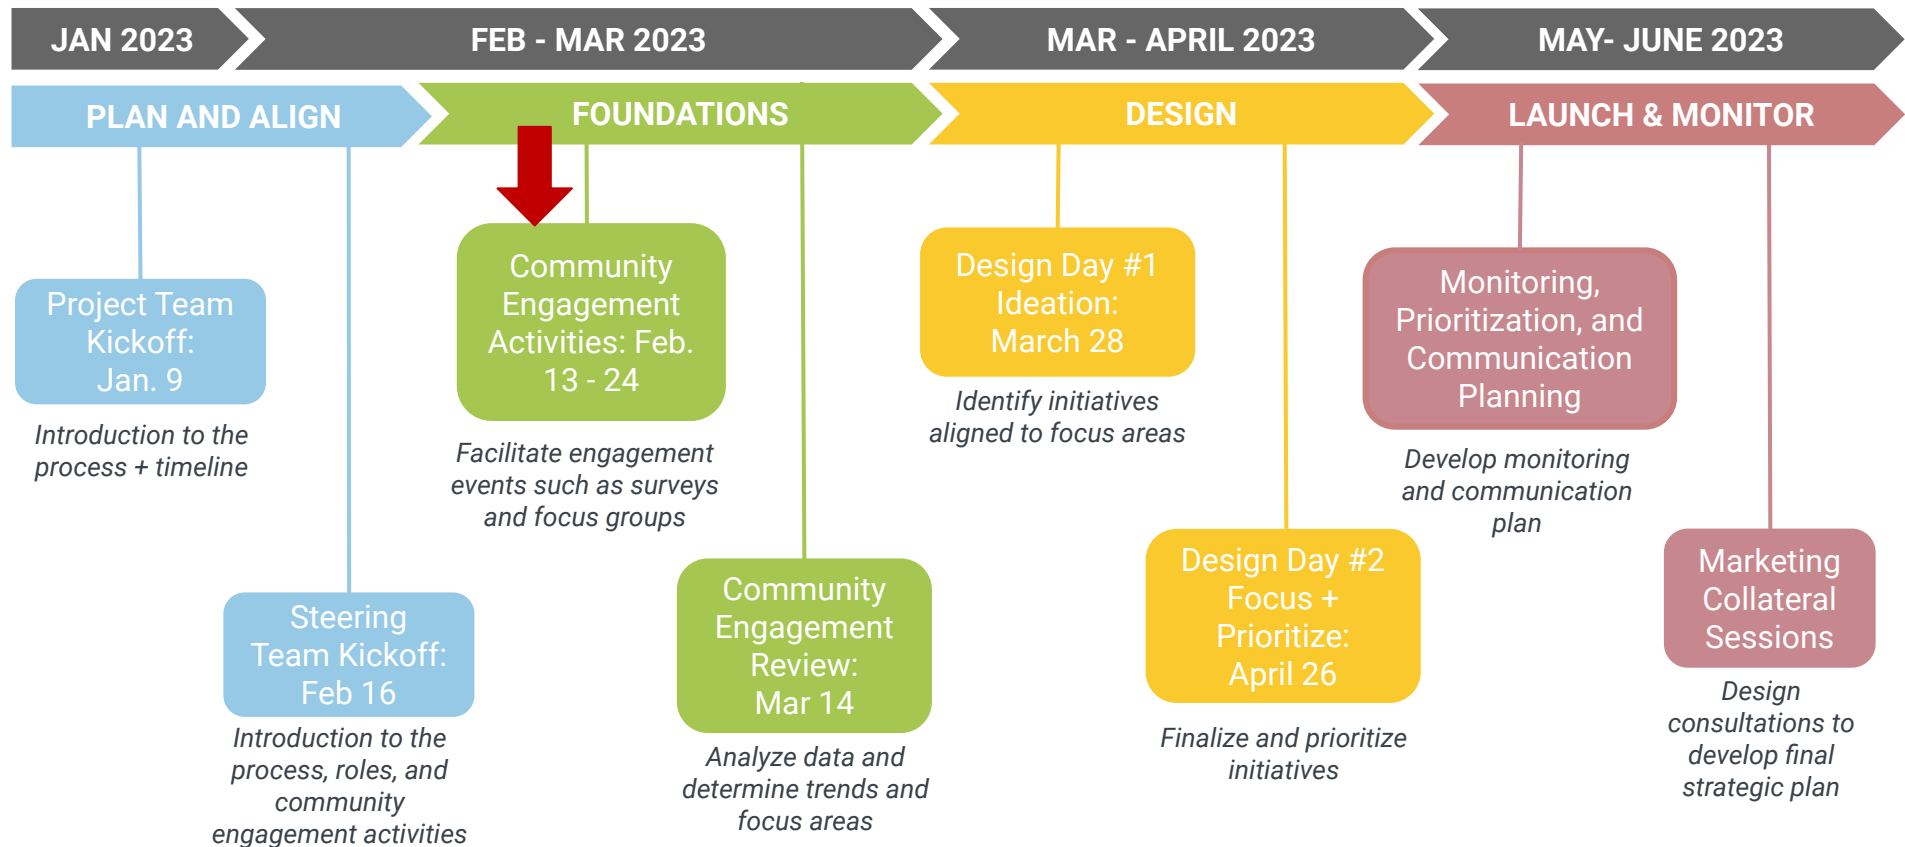 JAN 2023
FEB - MAR 2023
MAR - APRIL 2023
MAY- JUNE 2023
PLAN AND ALIGN
FOUNDATIONS
DESIGN
LAUNCH & MONITOR
Project Team
Kickoff:
Jan. 9
Introduction to the
process + timeline
Steering
Team Kickoff:
Feb 16
Introduction to the
process, roles, and
community
engagement activities
Community
Engagement
Activities: Feb.
13 - 24
Facilitate engagement
events such as surveys
and focus groups
Community
Engagement
Review:
Mar 14
Analyze data and
determine trends and
focus areas
Design Day #1
Ideation:
March 28
Identify initiatives
aligned to focus areas
Design Day #2
Focus +
Prioritize:
April 26
Finalize and prioritize
initiatives
Monitoring,
Prioritization, and
Communication
Planning
Develop monitoring
and communication
plan
Marketing
Collateral
Sessions
Design
consultations to
develop final
strategic plan